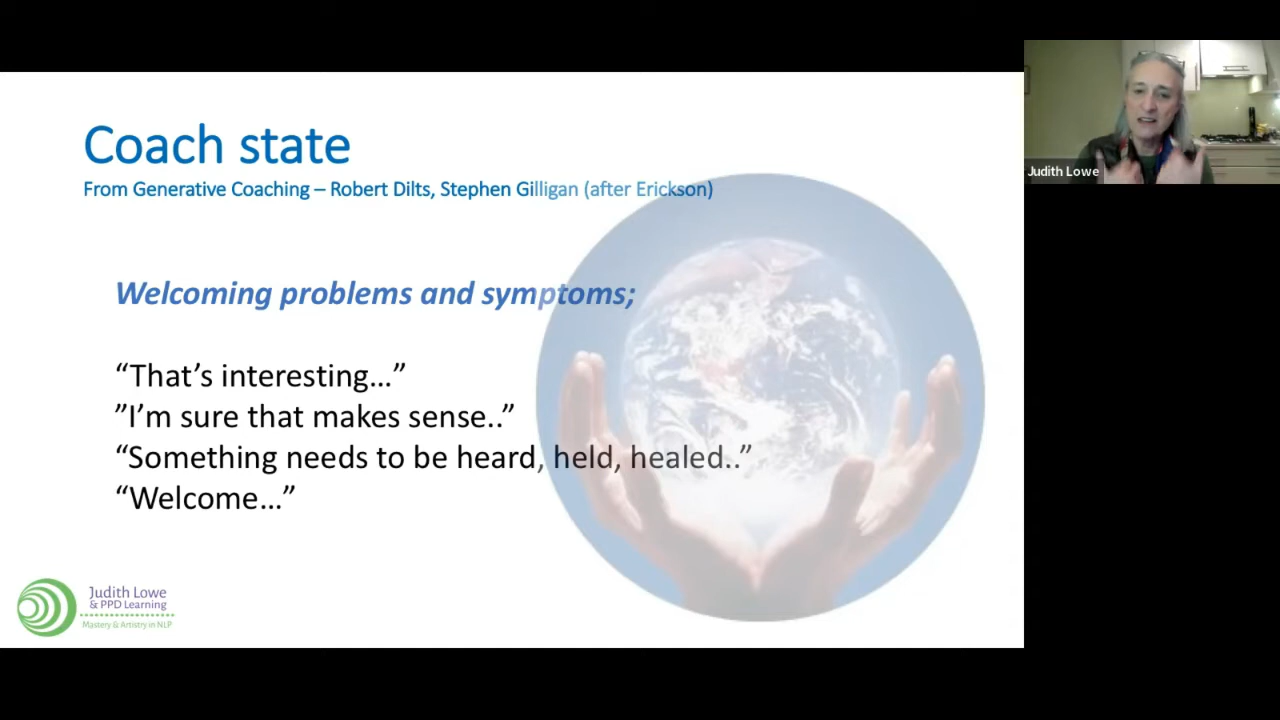 Coach state
From Generative Coaching – Robert Dilts, Stephen Gilligan (after Erickson)
Welcoming problems and symptoms;
“That’s interesting…”
”I’m sure that makes sense..”
“Something needs to be heard, held, healed..”
“Welcome…”
Judith Lowe
& PPD Learning
Mastery & Artistry in NLP
Judith Lowe